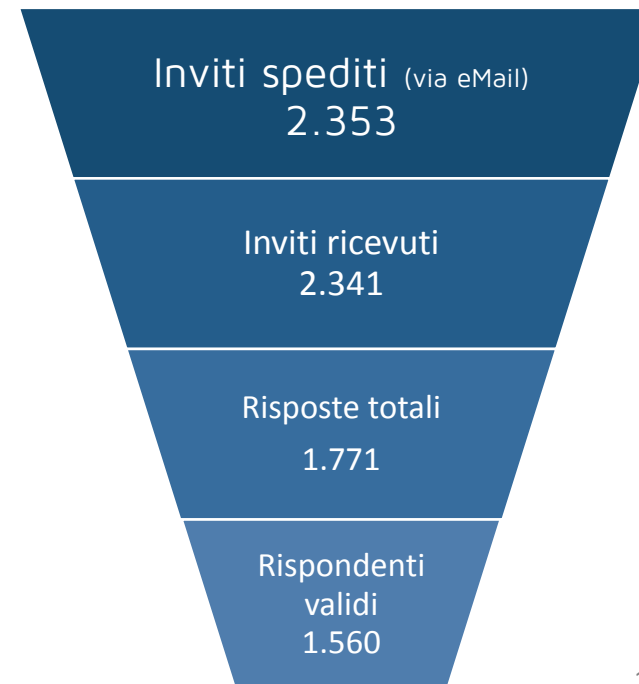 Inviti spediti (via eMail)
2.353
Inviti ricevuti
2.341
Risposte totali
1.771
Rispondenti
validi
1.560